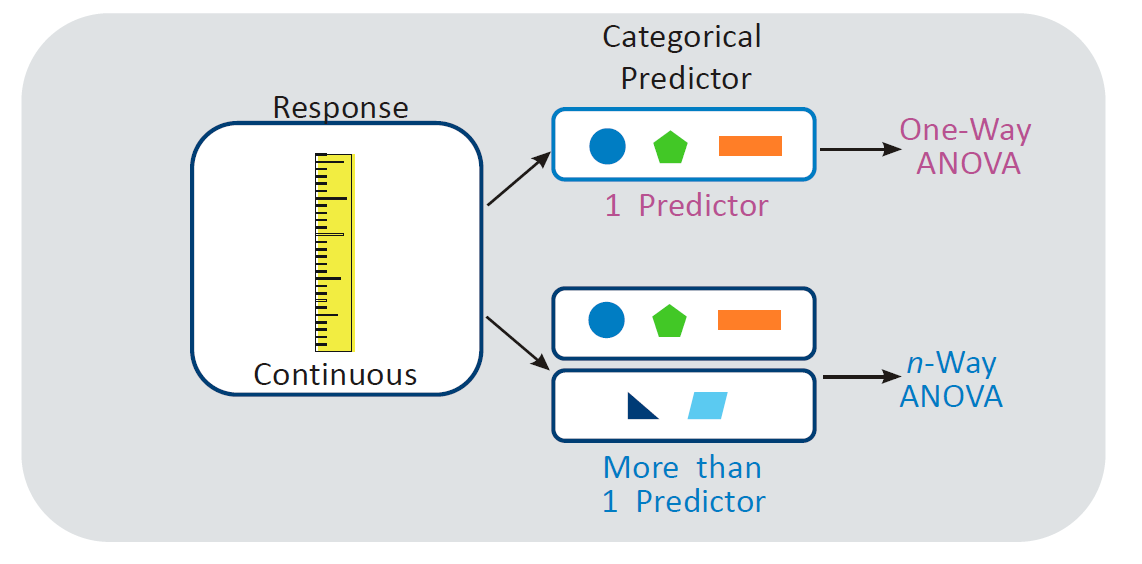 Response
Continuous
Categorical
Predictor
1 Predictor
One-Way
ANOVA
More than
1 Predictor
n-Way
ANOVA